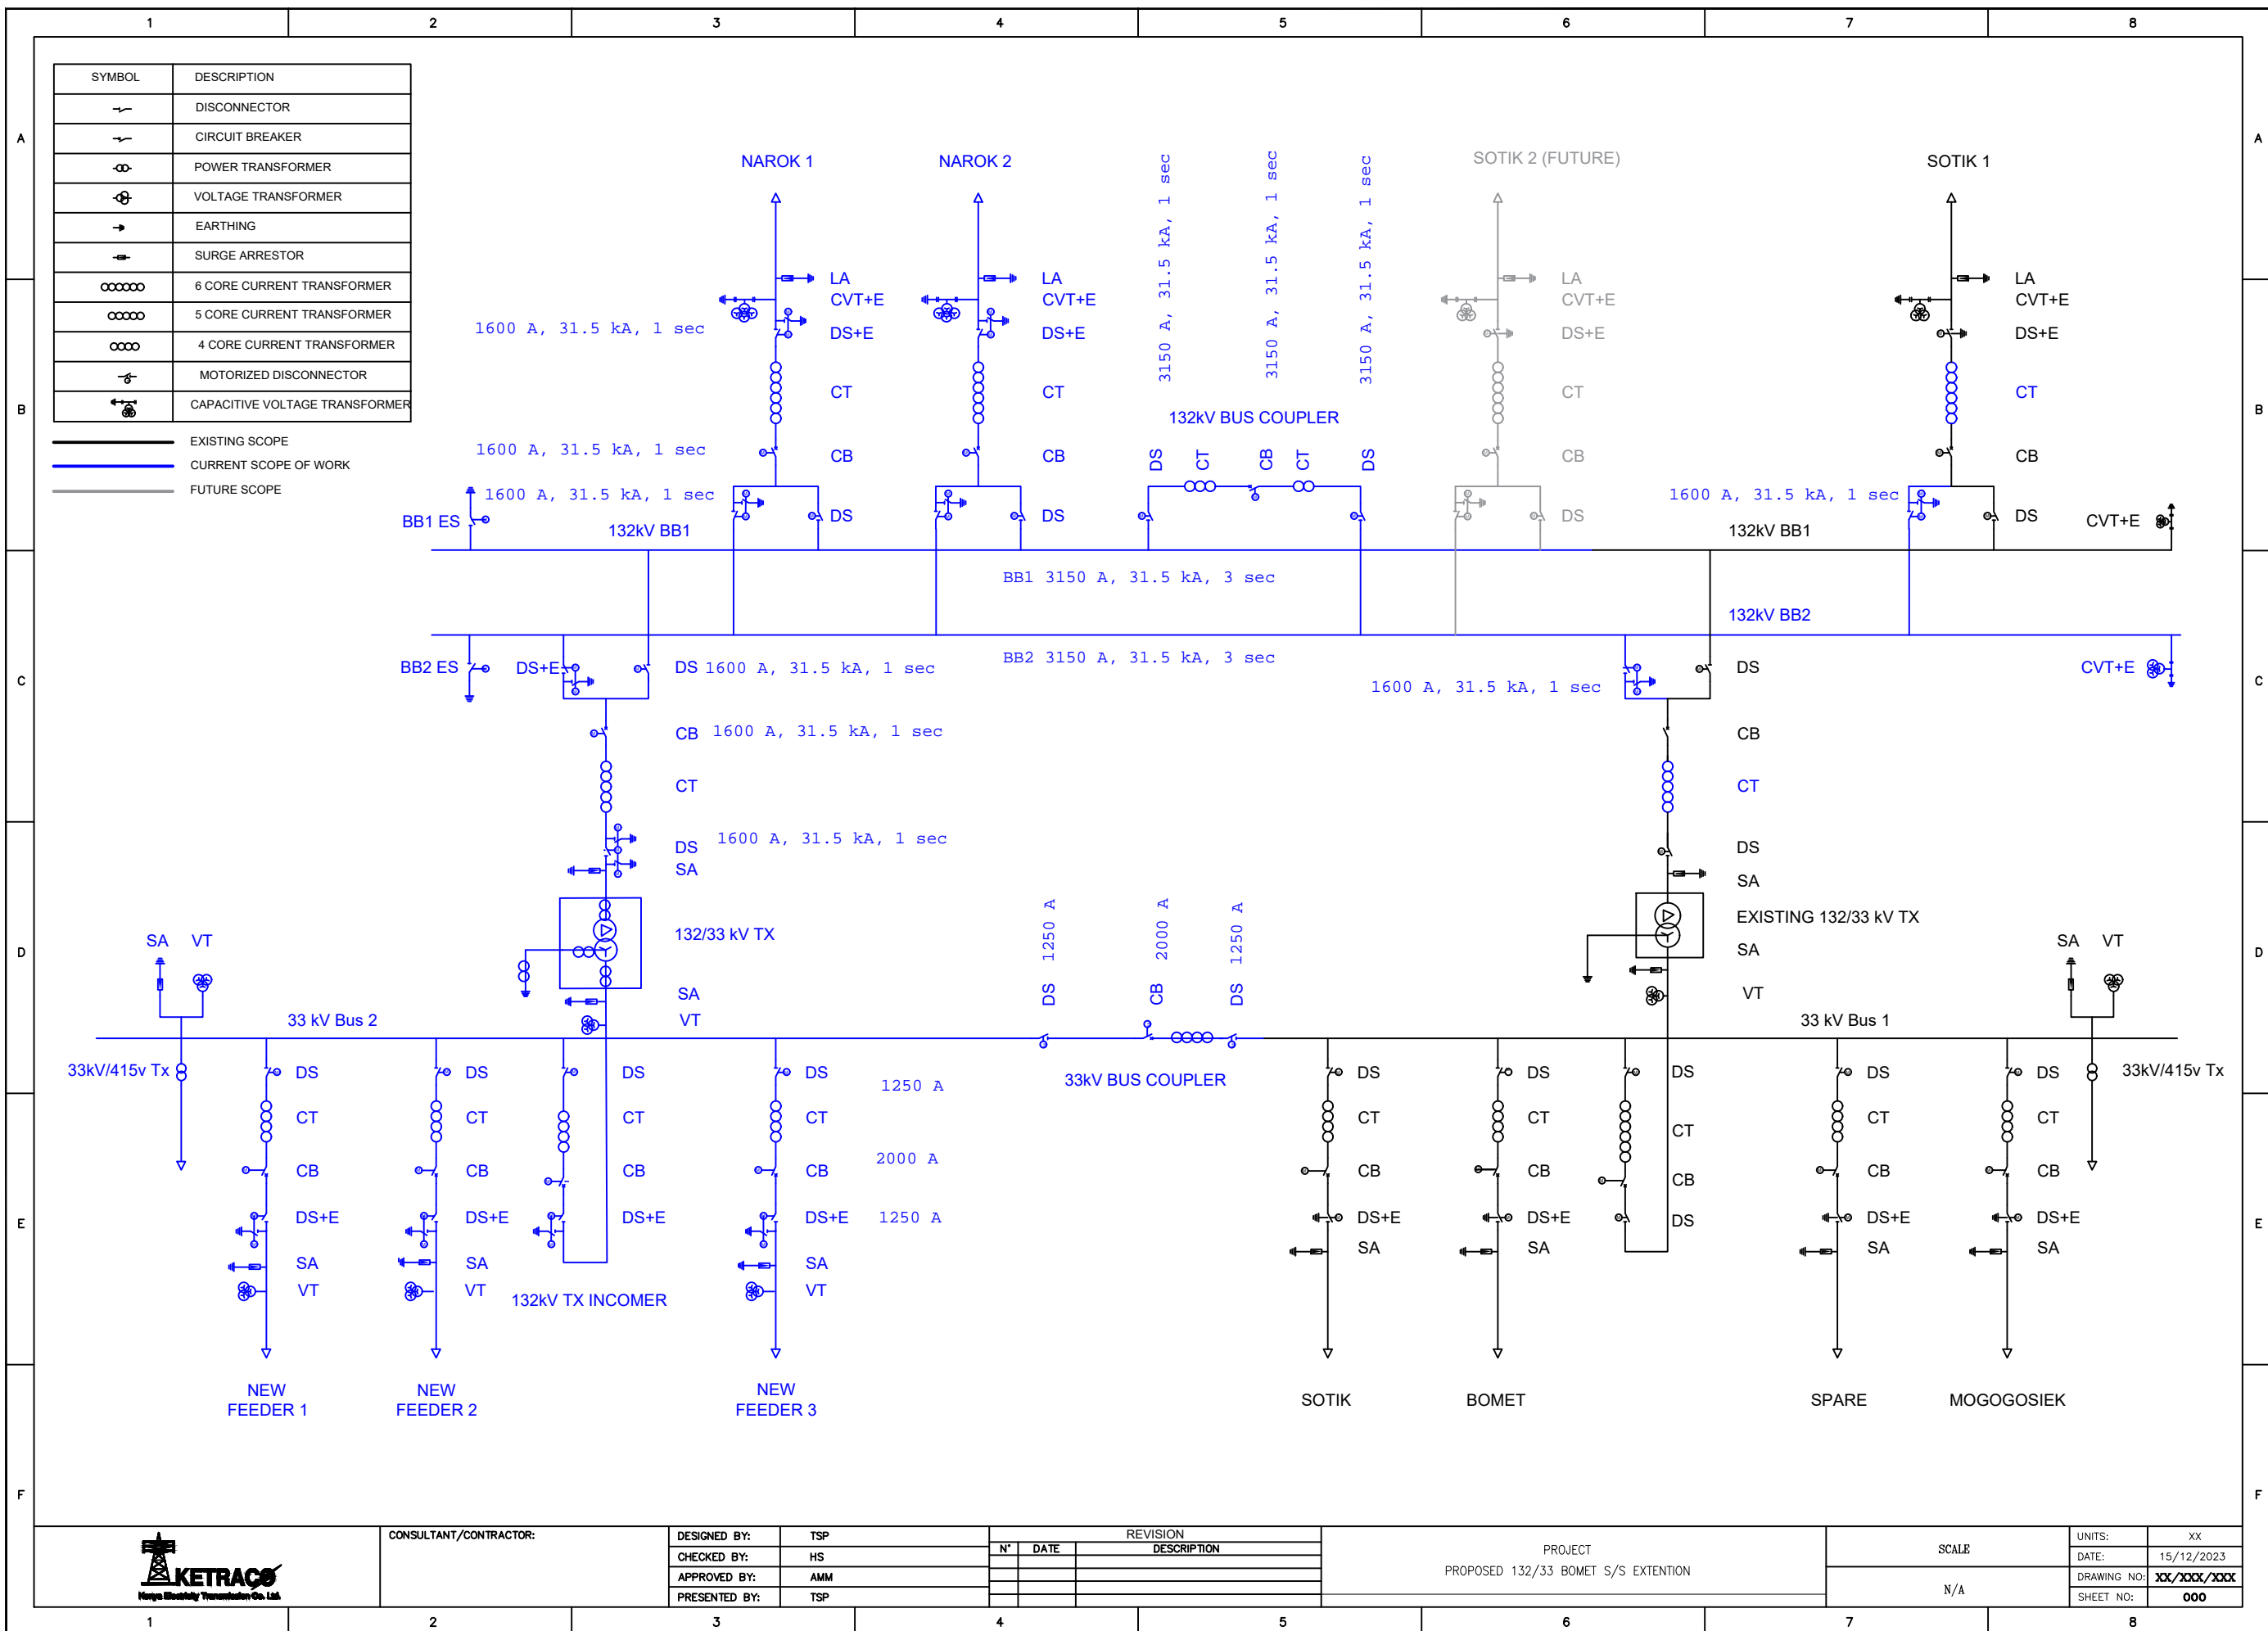 1 2 3 4 5 6 7 8
A A
B B
C C
D D
E E
F F
SYMBOL DESCRIPTION
DISCONNECTOR
CIRCUIT BREAKER
POWER TRANSFORMER
VOLTAGE TRANSFORMER
EARTHING
SURGE ARRESTOR
6 CORE CURRENT TRANSFORMER
5 CORE CURRENT TRANSFORMER
4 CORE CURRENT TRANSFORMER
MOTORIZED DISCONNECTOR
CAPACITIVE VOLTAGE TRANSFORMER
EXISTING SCOPE
CURRENT SCOPE OF WORK
FUTURE SCOPE
NAROK 1
LA
CVT+E
1600 A, 31.5 kA, 1 sec
DS+E
CT
1600 A, 31.5 kA, 1 sec
CB
1600 A, 31.5 kA, 1 sec
DS
NAROK 2
LA
CVT+E
DS+E
CT
CB
DS
3150 A, 31.5 kA, 1 sec
3150 A, 31.5 kA, 1 sec
3150 A, 31.5 kA, 1 sec
132kV BUS COUPLER
DS CT CB CT DS
SOTIK 2 (FUTURE)
LA
CVT+E
DS+E
CT
CB
DS
SOTIK 1
LA
CVT+E
DS+E
CT
CB
1600 A, 31.5 kA, 1 sec
DS
CVT+E
BB1 ES
132kV BB1
132kV BB1
BB1 3150 A, 31.5 kA, 3 sec
132kV BB2
BB2 3150 A, 31.5 kA, 3 sec
BB2 ES
DS+E
DS 1600 A, 31.5 kA, 1 sec
CB 1600 A, 31.5 kA, 1 sec
CT
DS 1600 A, 31.5 kA, 1 sec
SA
132/33 kV TX
SA
VT
1600 A, 31.5 kA, 1 sec
DS
CVT+E
CB
CT
DS
SA
EXISTING 132/33 kV TX
SA
VT
SA VT
33 kV Bus 2
33kV/415v Tx
DS 1250 A
CB 2000 A
DS 1250 A
33kV BUS COUPLER
SA VT
33 kV Bus 1
33kV/415v Tx
DS
CT
CB
DS+E
SA
VT
NEW
FEEDER 1
DS
CT
CB
DS+E
SA
VT
NEW
FEEDER 2
DS
CT
CB
DS+E
132kV TX INCOMER
DS 1250 A
CT
CB 2000 A
DS+E 1250 A
SA
VT
NEW
FEEDER 3
DS
CT
CB
DS+E
SA
SOTIK
DS
CT
CB
DS+E
SA
BOMET
DS
CT
CB
DS
DS
CT
CB
DS+E
SA
SPARE
DS
CT
CB
DS+E
SA
MOGOGOSIEK
KETRACO
Kenya Electricity Transmission Co. Ltd.
CONSULTANT/CONTRACTOR:
DESIGNED BY: TSP
CHECKED BY: HS
APPROVED BY: AMM
PRESENTED BY: TSP
REVISION
N° DATE DESCRIPTION
PROJECT
PROPOSED 132/33 BOMET S/S EXTENTION
SCALE
N/A
UNITS: XX
DATE: 15/12/2023
DRAWING NO: XX/XXX/XXX
SHEET NO: 000
1 2 3 4 5 6 7 8